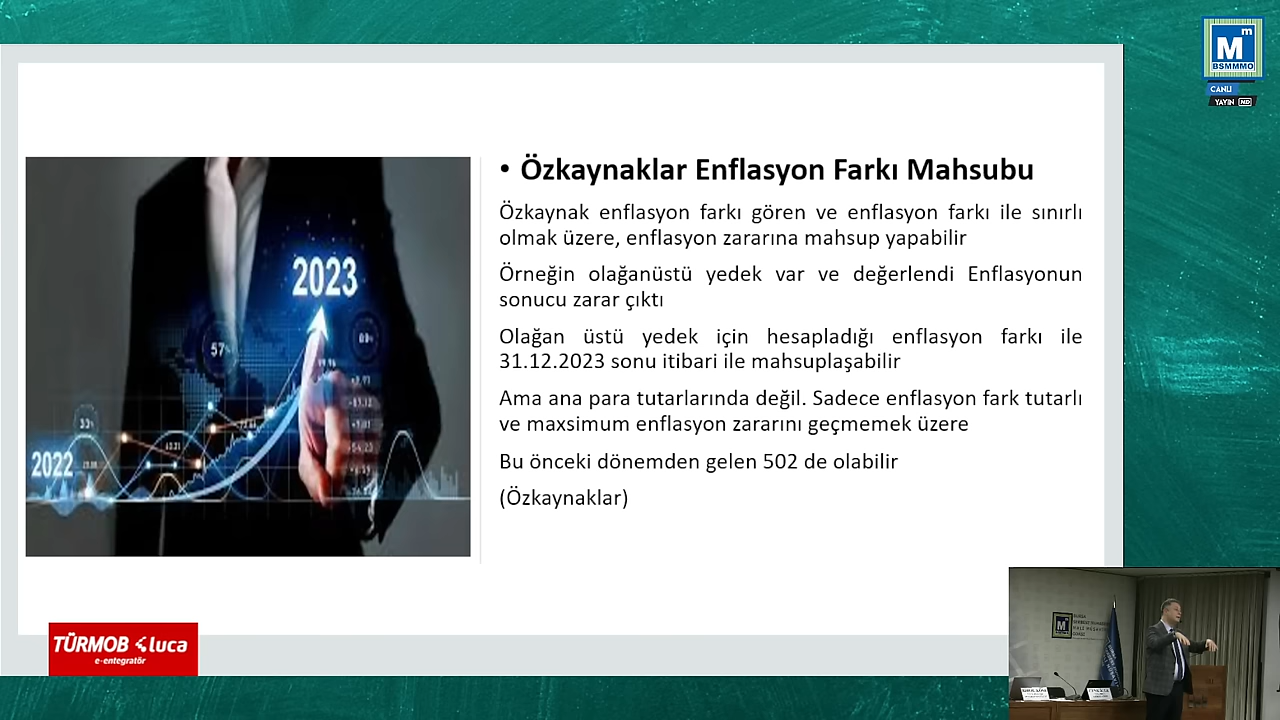 M m
BSMMMO
CANLI
YAYIN HD
• Özkaynaklar Enflasyon Farkı Mahsubu
Özkaynak enflasyon farkı gören ve enflasyon farkı ile sınırlı
olmak üzere, enflasyon zararına mahsup yapabilir
Örneğin olağanüstü yedek var ve değerlendi Enflasyonun
sonucu zarar çıktı
Olağan üstü yedek için hesapladığı enflasyon farkı ile
31.12.2023 sonu itibari ile mahsuplaşabilir
Ama ana para tutarlarında değil. Sadece enflasyon fark tutarlı
ve maxsimum enflasyon zararını geçmemek üzere
Bu önceki dönemden gelen 502 de olabilir
(Özkaynaklar)
2023
57%
2022
TÜRMOB luca
e-entegratör